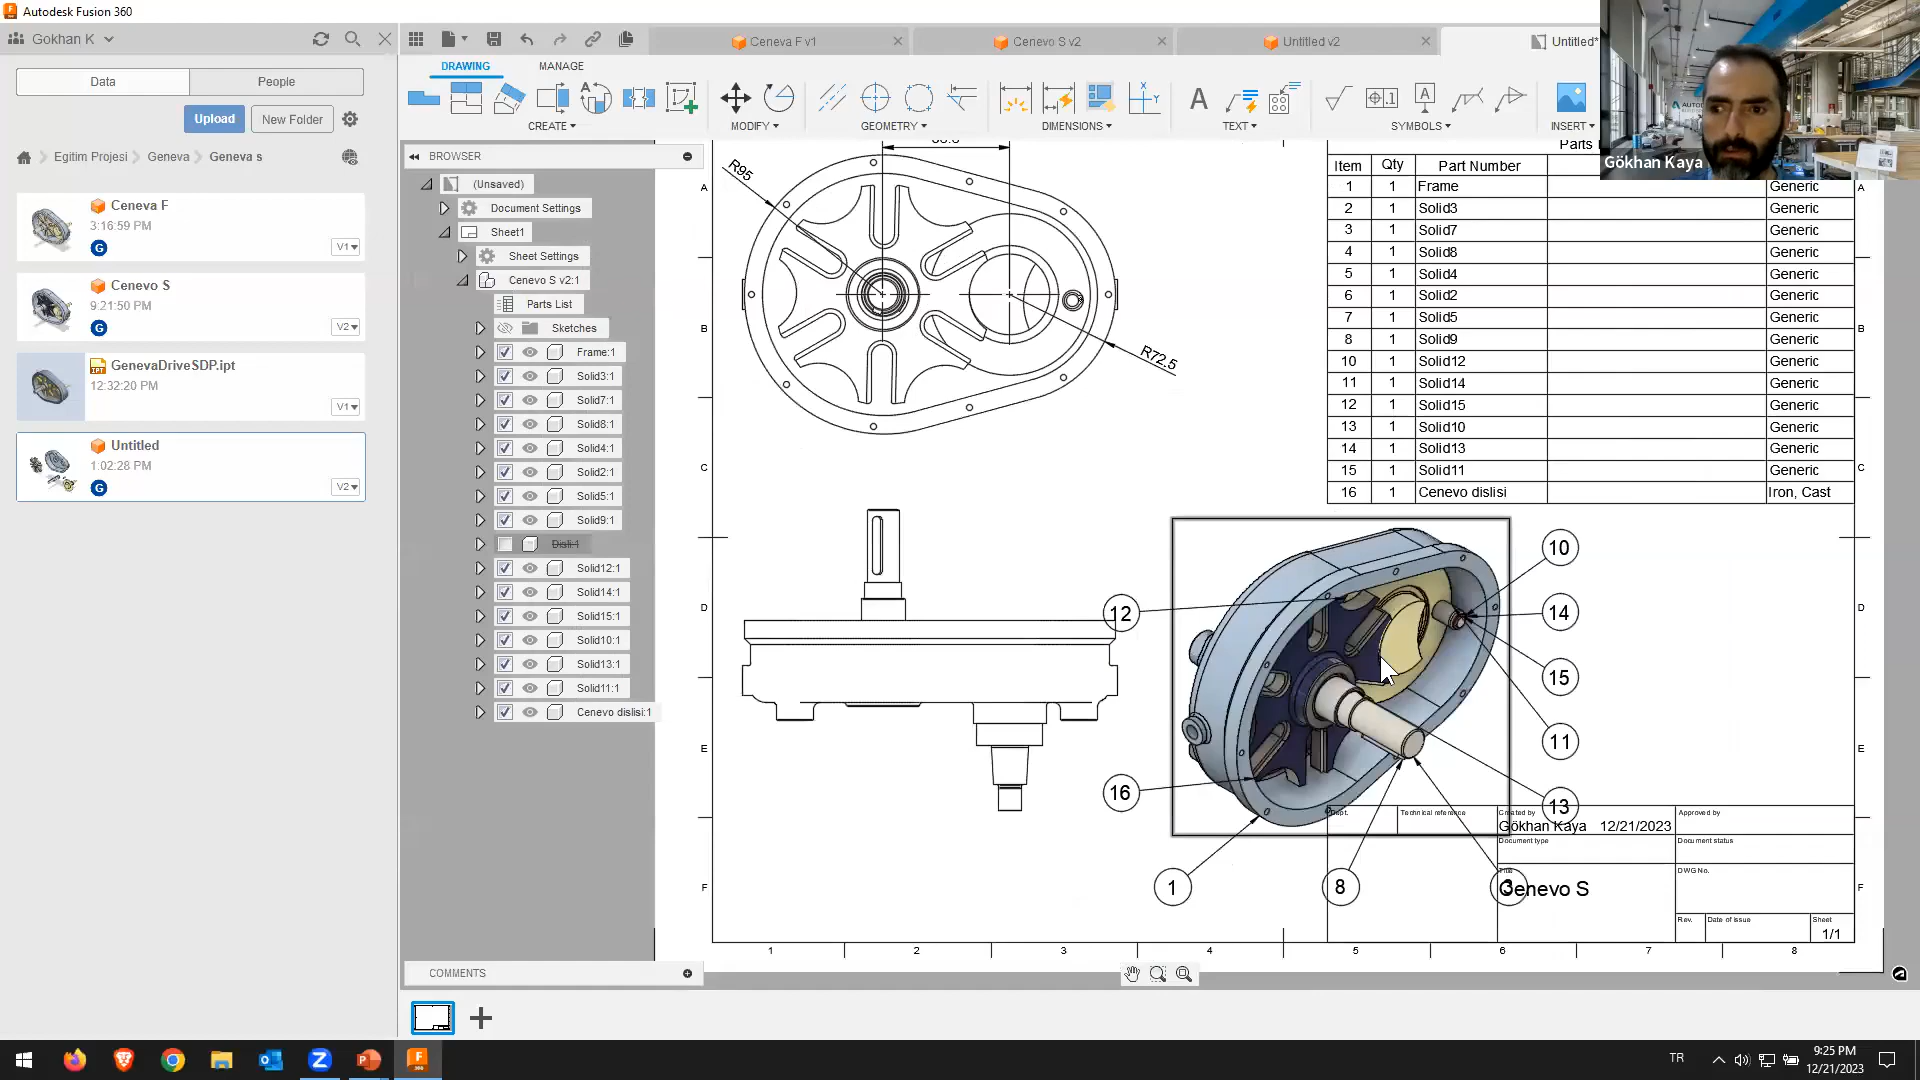 Autodesk Fusion 360
Gokhan K
Data
People
Upload
New Folder
Egitim Projesi
Geneva
Geneva s
Ceneva F
3:16:59 PM
G
V1
Cenevo S
9:21:50 PM
G
V2
GenevaDriveSDP.ipt
12:32:20 PM
V1
Untitled
1:02:28 PM
G
V2
Ceneva F v1
Cenevo S v2
Untitled v2
Untitled*
DRAWING
MANAGE
CREATE
MODIFY
GEOMETRY
DIMENSIONS
TEXT
SYMBOLS
INSERT
Gökhan Kaya
BROWSER
(Unsaved)
Document Settings
Sheet1
Sheet Settings
Cenevo S v2:1
Parts List
Sketches
Frame:1
Solid3:1
Solid7:1
Solid8:1
Solid4:1
Solid2:1
Solid5:1
Solid9:1
Disli:1
Solid12:1
Solid14:1
Solid15:1
Solid10:1
Solid13:1
Solid11:1
Cenevo dislisi:1
COMMENTS
R95
R72.5
A
B
C
D
E
F
Parts
Item Qty Part Number
1 1 Frame Generic
2 1 Solid3 Generic
3 1 Solid7 Generic
4 1 Solid8 Generic
5 1 Solid4 Generic
6 1 Solid2 Generic
7 1 Solid5 Generic
8 1 Solid9 Generic
10 1 Solid12 Generic
11 1 Solid14 Generic
12 1 Solid15 Generic
13 1 Solid10 Generic
14 1 Solid13 Generic
15 1 Solid11 Generic
16 1 Cenevo dislisi Iron, Cast
A
B
C
D
E
F
10
12
14
15
11
16
13
1
8
3
Dept.
Technical reference
Created by
Gökhan Kaya 12/21/2023
Approved by
Document type
Document status
Title
Cenevo S
DWG No.
Rev.
Date of issue
Sheet
1/1
1 2 3 4 5 6 7 8
TR
9:25 PM
12/21/2023